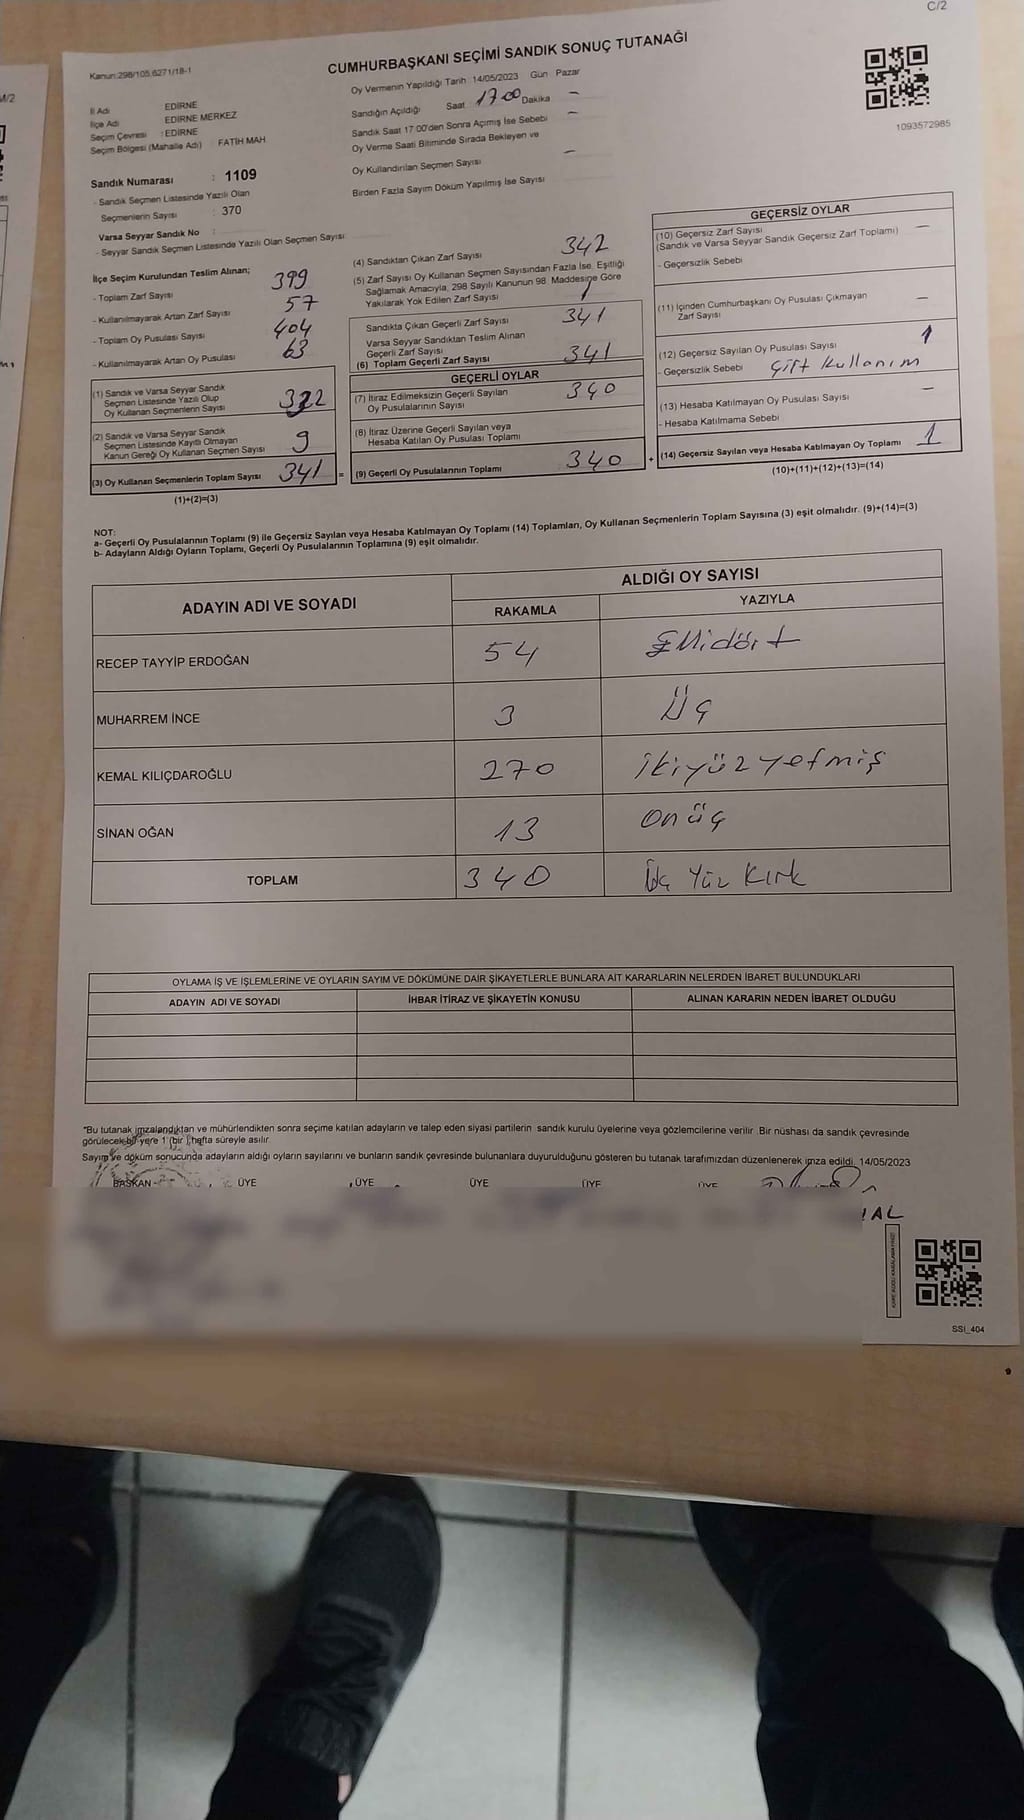 C/2
CUMHURBAŞKANI SEÇİMİ SANDIK SONUÇ TUTANAĞI
Kanun:298/105,6271/18-1
İl Adı EDİRNE
İlçe Adı EDİRNE MERKEZ
Seçim Çevresi : EDİRNE
Seçim Bölgesi (Mahalle Adı) FATİH MAH
Sandık Numarası : 1109
- Sandık Seçmen Listesinde Yazılı Olan
Seçmenlerin Sayısı : 370
Varsa Seyyar Sandık No :
- Seyyar Sandık Seçmen Listesinde Yazılı Olan Seçmen Sayısı
Oy Vermenin Yapıldığı Tarih 14/05/2023 Gün Pazar
Sandığın Açıldığı Saat 17 00 Dakika –
Sandık Saat 17:00'den Sonra Açılmış İse Sebebi –
Oy Verme Saati Bitiminde Sırada Bekleyen ve
Oy Kullandırılan Seçmen Sayısı –
Birden Fazla Sayım Döküm Yapılmış İse Sayısı
1093572985
İlçe Seçim Kurulundan Teslim Alınan;
- Toplam Zarf Sayısı 399
- Kullanılmayarak Artan Zarf Sayısı 57
- Toplam Oy Pusulası Sayısı 404
- Kullanılmayarak Artan Oy Pusulası 63
(1) Sandık ve Varsa Seyyar Sandık
Seçmen Listesinde Yazılı Olup
Oy Kullanan Seçmenlerin Sayısı 332
(2) Sandık ve Varsa Seyyar Sandık
Seçmen Listesinde Kayıtlı Olmayan
Kanun Gereği Oy Kullanan Seçmen Sayısı 9
(3) Oy Kullanan Seçmenlerin Toplam Sayısı 341 =
(1)+(2)=(3)
(4) Sandıktan Çıkan Zarf Sayısı 342
(5) Zarf Sayısı Oy Kullanan Seçmen Sayısından Fazla İse, Eşitliği
Sağlamak Amacıyla, 298 Sayılı Kanunun 98. Maddesine Göre
Yakılarak Yok Edilen Zarf Sayısı 1
Sandıkta Çıkan Geçerli Zarf Sayısı 341
Varsa Seyyar Sandıktan Teslim Alınan
Geçerli Zarf Sayısı
(6) Toplam Geçerli Zarf Sayısı 341
GEÇERLİ OYLAR
(7) İtiraz Edilmeksizin Geçerli Sayılan
Oy Pusulalarının Sayısı 340
(8) İtiraz Üzerine Geçerli Sayılan veya
Hesaba Katılan Oy Pusulası Toplamı
(9) Geçerli Oy Pusulalarının Toplamı 340 +
GEÇERSİZ OYLAR
(10) Geçersiz Zarf Sayısı –
(Sandık ve Varsa Seyyar Sandık Geçersiz Zarf Toplamı)
- Geçersizlik Sebebi
(11) İçinden Cumhurbaşkanı Oy Pusulası Çıkmayan
Zarf Sayısı –
(12) Geçersiz Sayılan Oy Pusulası Sayısı 1
- Geçersizlik Sebebi Çift kullanım
(13) Hesaba Katılmayan Oy Pusulası Sayısı –
- Hesaba Katılmama Sebebi
(14) Geçersiz Sayılan veya Hesaba Katılmayan Oy Toplamı 1
(10)+(11)+(12)+(13)=(14)
NOT:
a- Geçerli Oy Pusulalarının Toplamı (9) ile Geçersiz Sayılan veya Hesaba Katılmayan Oy Toplamı (14) Toplamları, Oy Kullanan Seçmenlerin Toplam Sayısına (3) eşit olmalıdır. (9)+(14)=(3)
b- Adayların Aldığı Oyların Toplamı, Geçerli Oy Pusulalarının Toplamına (9) eşit olmalıdır.
ADAYIN ADI VE SOYADI ALDIĞI OY SAYISI
RAKAMLA YAZIYLA
RECEP TAYYİP ERDOĞAN 54 Ellidört
MUHARREM İNCE 3 Üç
KEMAL KILIÇDAROĞLU 270 ikiyüzyetmiş
SİNAN OĞAN 13 onüç
TOPLAM 340 Üç Yüz Kırk
OYLAMA İŞ VE İŞLEMLERİNE VE OYLARIN SAYIM VE DÖKÜMÜNE DAİR ŞİKAYETLERLE BUNLARA AİT KARARLARIN NELERDEN İBARET BULUNDUKLARI
ADAYIN ADI VE SOYADI İHBAR İTİRAZ VE ŞİKAYETİN KONUSU ALINAN KARARIN NEDEN İBARET OLDUĞU
*Bu tutanak imzalandıktan ve mühürlendikten sonra seçime katılan adayların ve talep eden siyasi partilerin sandık kurulu üyelerine veya gözlemcilerine verilir. Bir nüshası da sandık çevresinde
görülecek bir yere 1 (bir ) hafta süreyle asılır.
Sayım ve döküm sonucunda adayların aldığı oyların sayılarını ve bunların sandık çevresinde bulunanlara duyurulduğunu gösteren bu tutanak tarafımızdan düzenlenerek imza edildi. 14/05/2023
BAŞKAN ÜYE ÜYE ÜYE ÜYE ÜYE
SSI_404
M/2